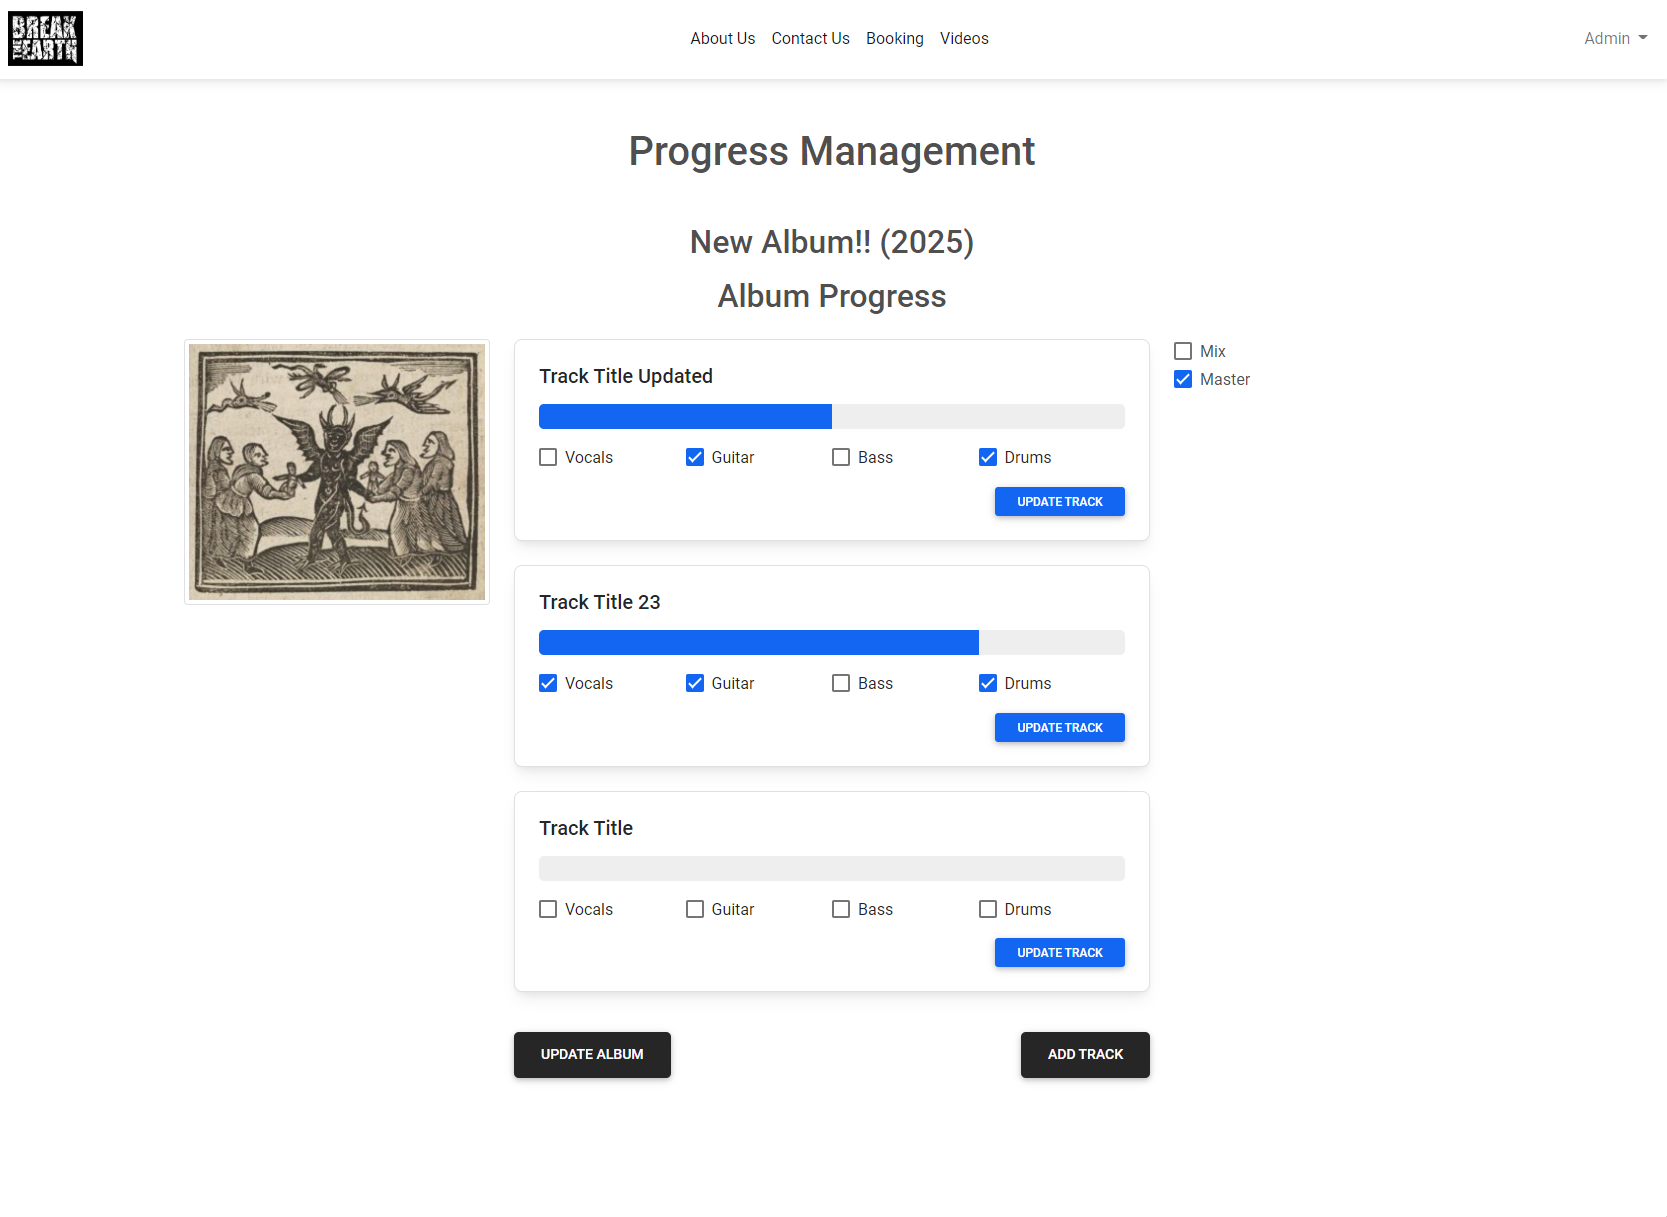 BREAK
THE EARTH
About Us Contact Us Booking Videos
Admin
Progress Management
New Album!! (2025)
Album Progress
Track Title Updated
Vocals Guitar Bass Drums
UPDATE TRACK
Mix
Master
Track Title 23
Vocals Guitar Bass Drums
UPDATE TRACK
Track Title
Vocals Guitar Bass Drums
UPDATE TRACK
UPDATE ALBUM ADD TRACK